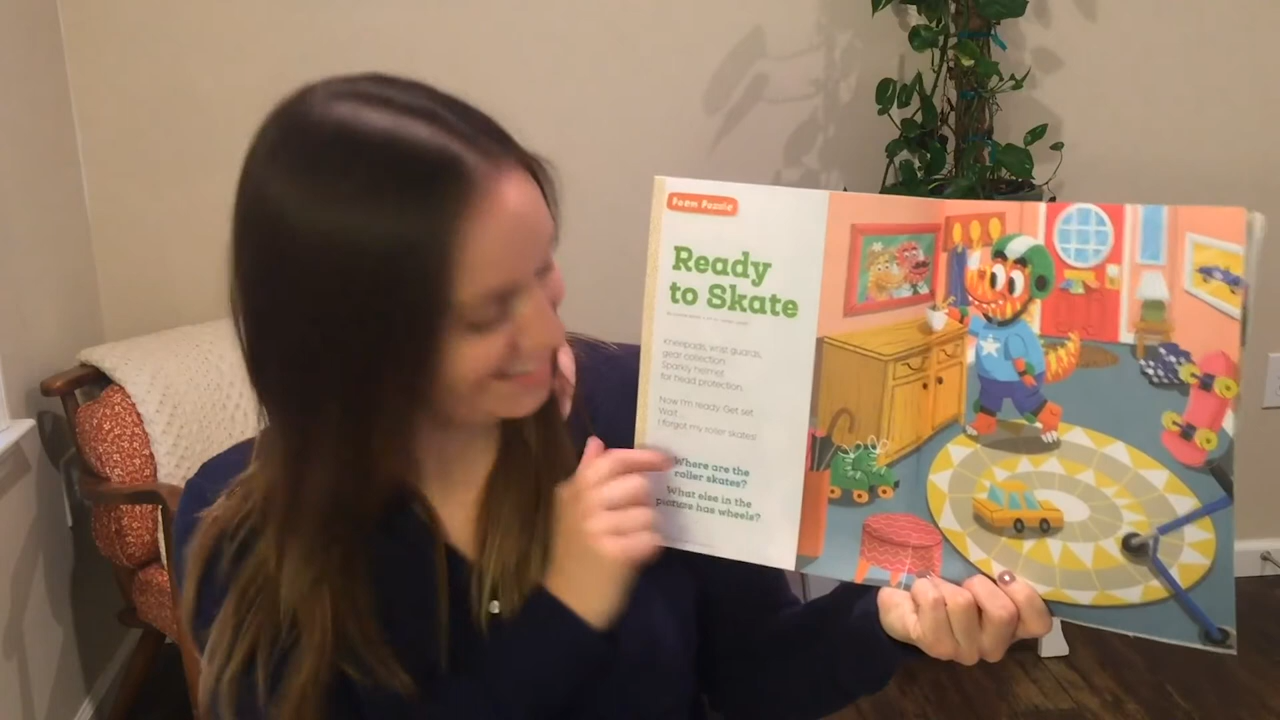 Poem Puzzle
Ready
to Skate
Kneepads, wrist guards,
gear collection.
Sparkly helmet
for head protection.
Now I'm ready. Get set.
Wait...
I forgot my roller skates!
Where are the
roller skates?
What else in the
picture has wheels?